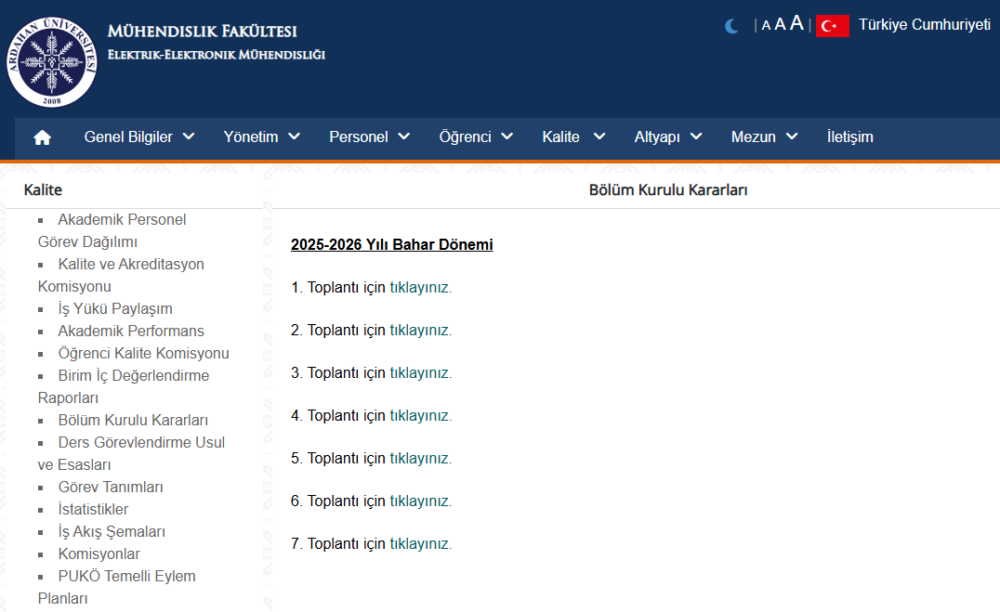 ARDAHAN ÜNİVERSİTESİ
2008
MÜHENDISLIK FAKÜLTESI
ELEKTRIK-ELEKTRONIK MÜHENDISLIĞI
| A A A |
Türkiye Cumhuriyeti
Genel Bilgiler
Yönetim
Personel
Öğrenci
Kalite
Altyapı
Mezun
İletişim
Kalite
Akademik Personel
Görev Dağılımı
Kalite ve Akreditasyon
Komisyonu
İş Yükü Paylaşım
Akademik Performans
Öğrenci Kalite Komisyonu
Birim İç Değerlendirme
Raporları
Bölüm Kurulu Kararları
Ders Görevlendirme Usul
ve Esasları
Görev Tanımları
İstatistikler
İş Akış Şemaları
Komisyonlar
PUKÖ Temelli Eylem
Planları
Bölüm Kurulu Kararları
2025-2026 Yılı Bahar Dönemi
1. Toplantı için tıklayınız.
2. Toplantı için tıklayınız.
3. Toplantı için tıklayınız.
4. Toplantı için tıklayınız.
5. Toplantı için tıklayınız.
6. Toplantı için tıklayınız.
7. Toplantı için tıklayınız.